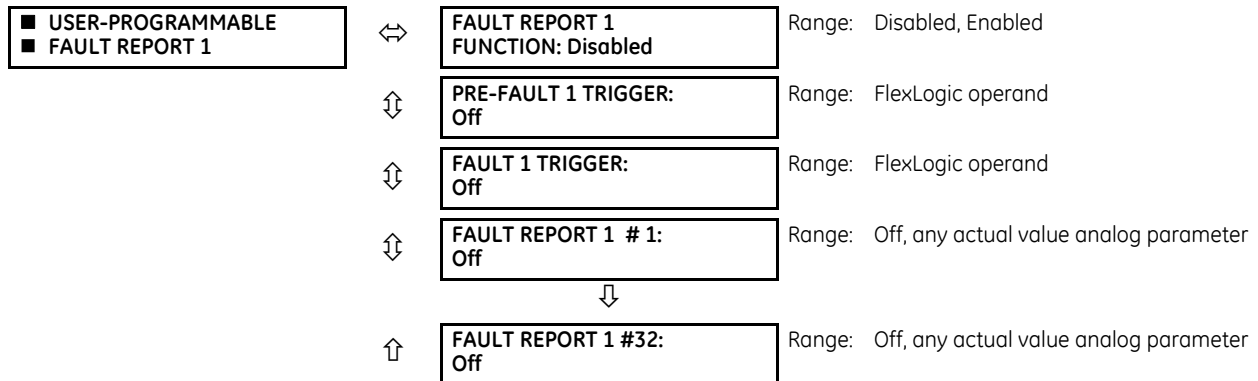 ■ USER-PROGRAMMABLE
■ FAULT REPORT 1
FAULT REPORT 1
FUNCTION: Disabled
Range: Disabled, Enabled
PRE-FAULT 1 TRIGGER:
Off
Range: FlexLogic operand
FAULT 1 TRIGGER:
Off
Range: FlexLogic operand
FAULT REPORT 1 # 1:
Off
Range: Off, any actual value analog parameter
FAULT REPORT 1 #32:
Off
Range: Off, any actual value analog parameter